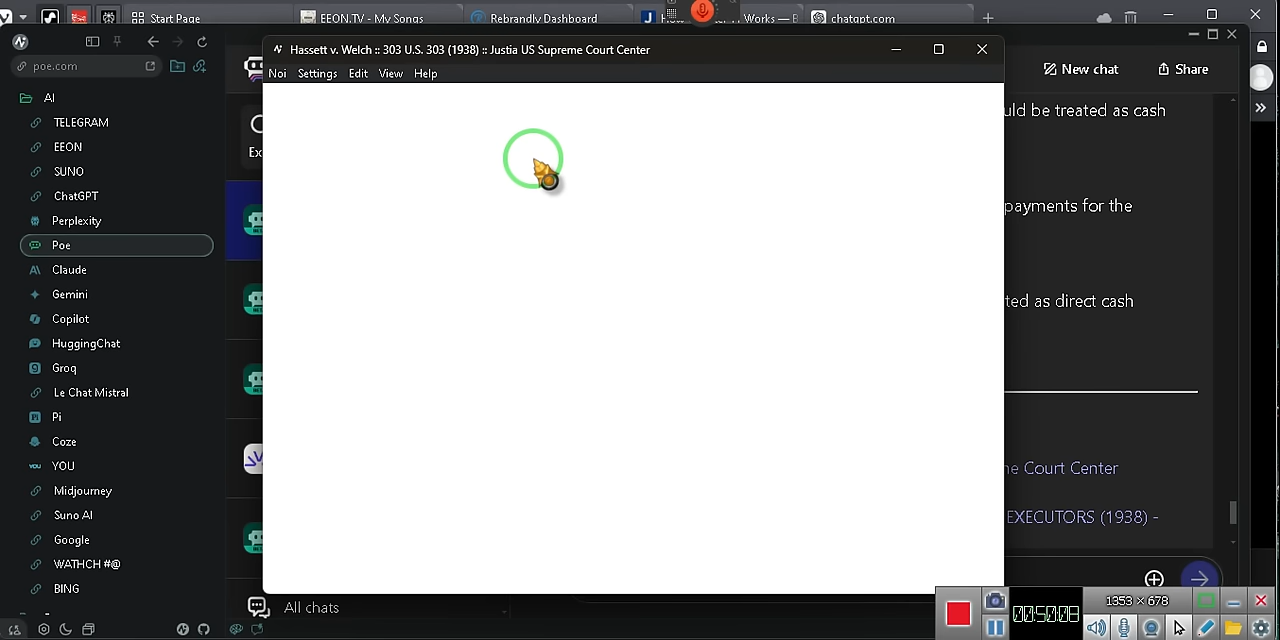 Start Page
EEON.TV - My Songs
Rebrandly Dashboard
Works — B
chatgpt.com
poe.com
Hassett v. Welch :: 303 U.S. 303 (1938) :: Justia US Supreme Court Center
Noi Settings Edit View Help
New chat
Share
AI
TELEGRAM
EEON
SUNO
ChatGPT
Perplexity
Poe
Claude
Gemini
Copilot
HuggingChat
Groq
Le Chat Mistral
Pi
Coze
YOU
Midjourney
Suno AI
Google
WATHCH #@
BING
Ex
uld be treated as cash
payments for the
ted as direct cash
ne Court Center
EXECUTORS (1938) -
All chats
1353 × 678
00:50:08